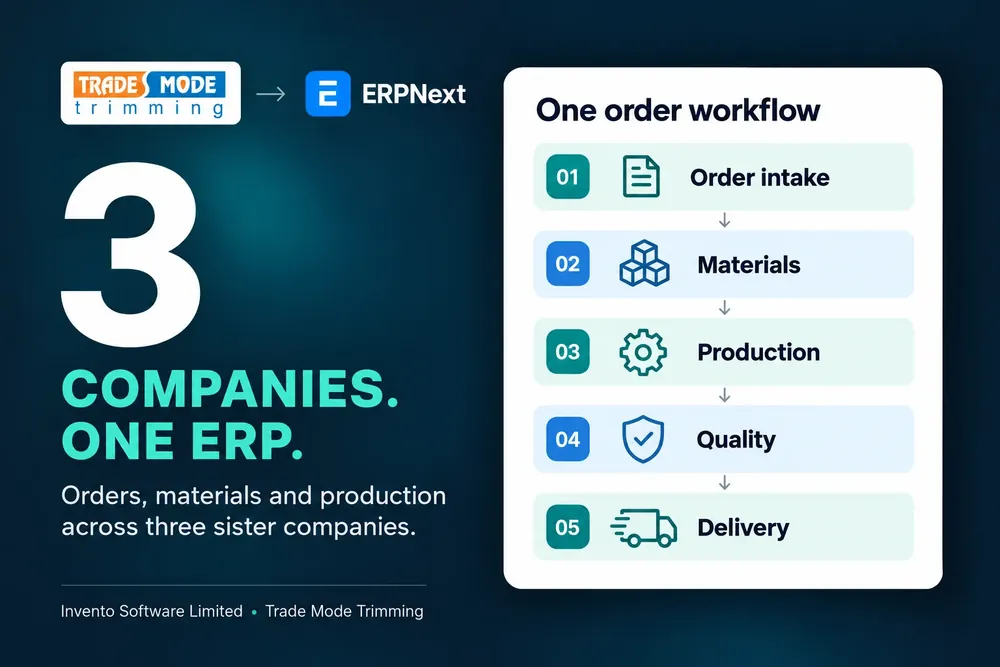 TRADE MODE
trimming
ERPNext
3
COMPANIES.
ONE ERP.
Orders, materials and production
across three sister companies.
Invento Software Limited • Trade Mode Trimming
One order workflow
01 Order intake
02 Materials
03 Production
04 Quality
05 Delivery